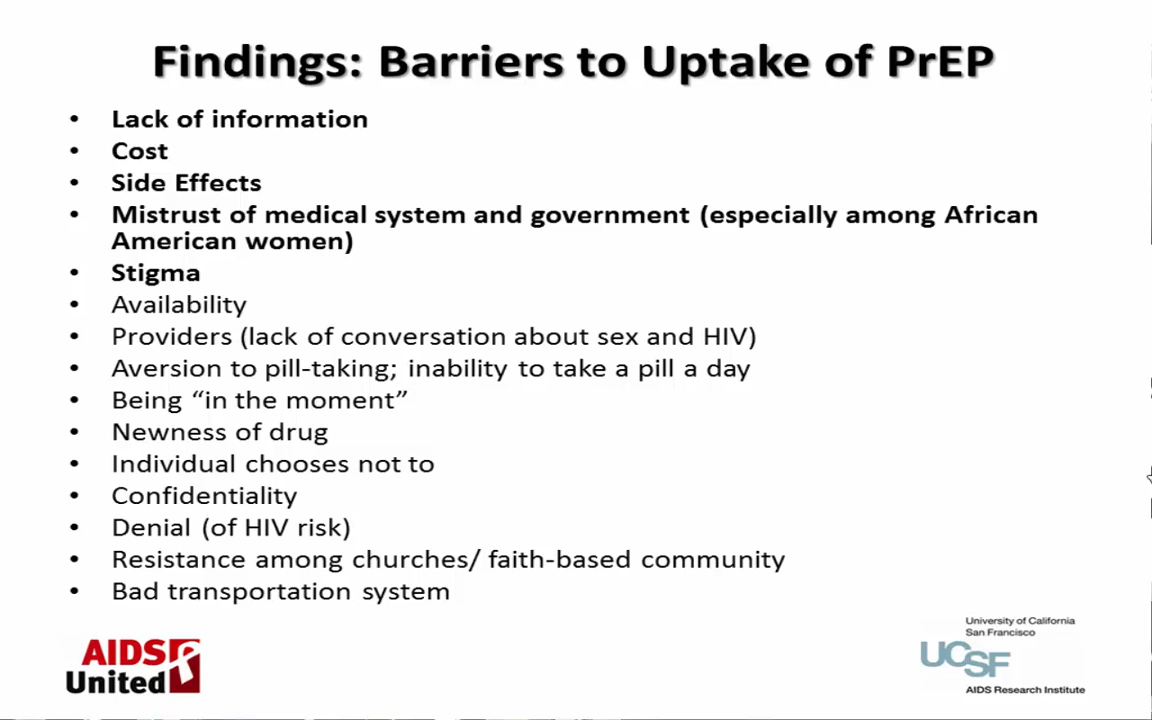 Findings: Barriers to Uptake of PrEP
• Lack of information
• Cost
• Side Effects
• Mistrust of medical system and government (especially among African
American women)
• Stigma
• Availability
• Providers (lack of conversation about sex and HIV)
• Aversion to pill-taking; inability to take a pill a day
• Being “in the moment”
• Newness of drug
• Individual chooses not to
• Confidentiality
• Denial (of HIV risk)
• Resistance among churches/ faith-based community
• Bad transportation system
AIDS
United
University of California
San Francisco
UCSF
AIDS Research Institute